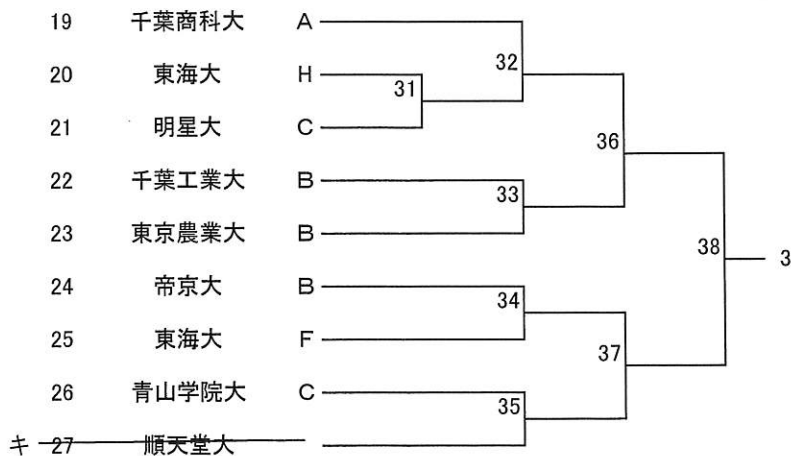 19 千葉商科大 A
32
20 東海大 H
31
21 明星大 C
36
22 千葉工業大 B
33
23 東京農業大 B
38 3
24 帝京大 B
34
25 東海大 F
37
26 青山学院大 C
35
キ 27 順天堂大